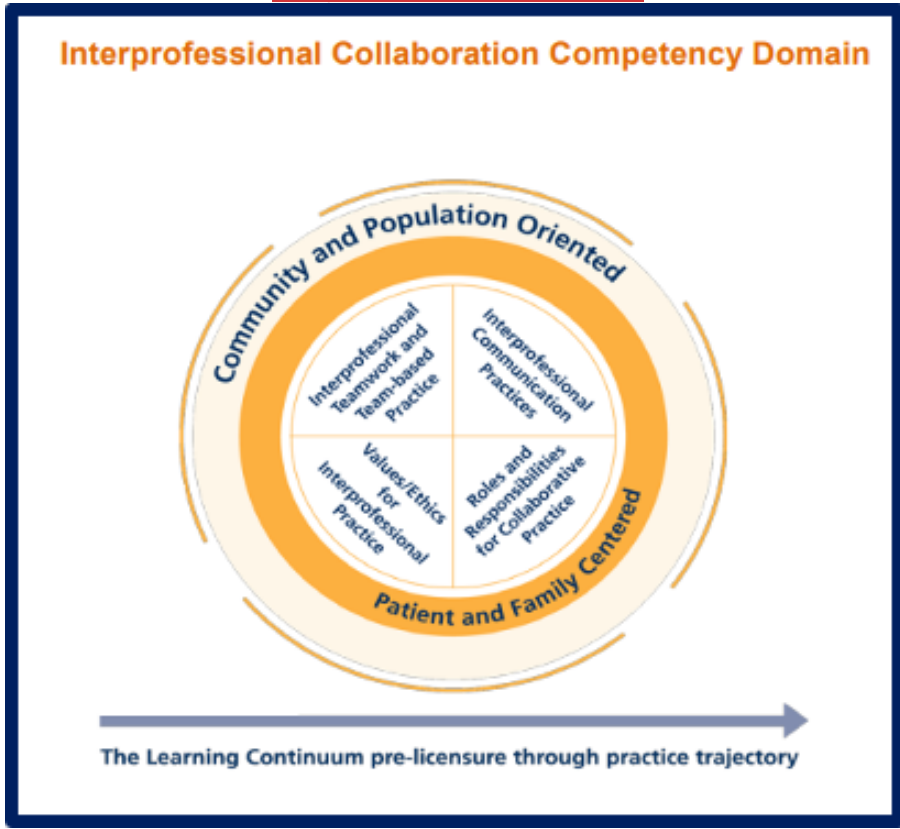 Interprofessional Collaboration Competency Domain
Community and Population Oriented
Interprofessional
Teamwork and
Team-based
Practice
Interprofessional
Communication
Practices
Values/Ethics
for
Interprofessional
Practice
Roles and
Responsibilities
for Collaborative
Practice
Patient and Family Centered
The Learning Continuum pre-licensure through practice trajectory